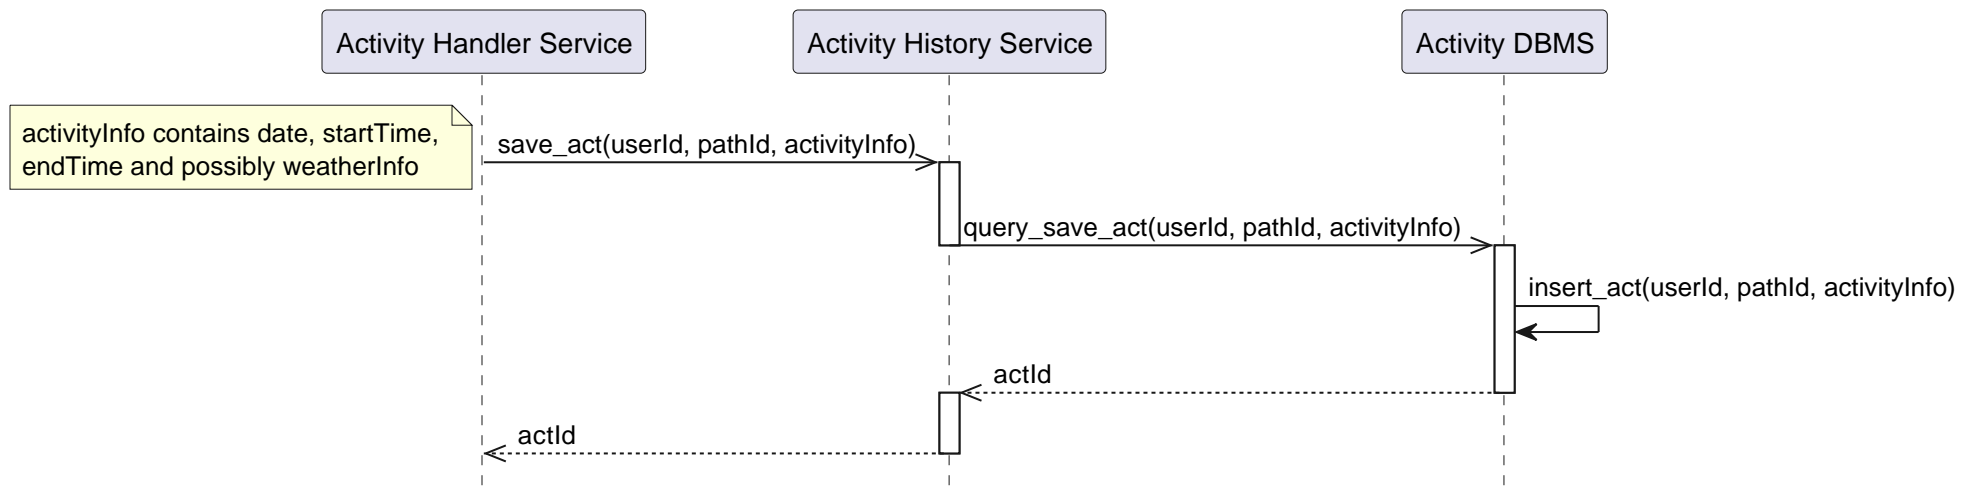 Activity Handler Service
Activity History Service
Activity DBMS
activityInfo contains date, startTime,
endTime and possibly weatherInfo
save_act(userId, pathId, activityInfo)
query_save_act(userId, pathId, activityInfo)
insert_act(userId, pathId, activityInfo)
actId
actId